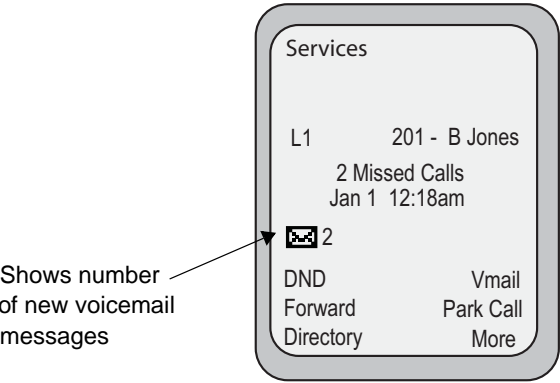 Services
L1 201 - B Jones
2 Missed Calls
Jan 1 12:18am
2
DND Vmail
Forward Park Call
Directory More
Shows number
of new voicemail
messages